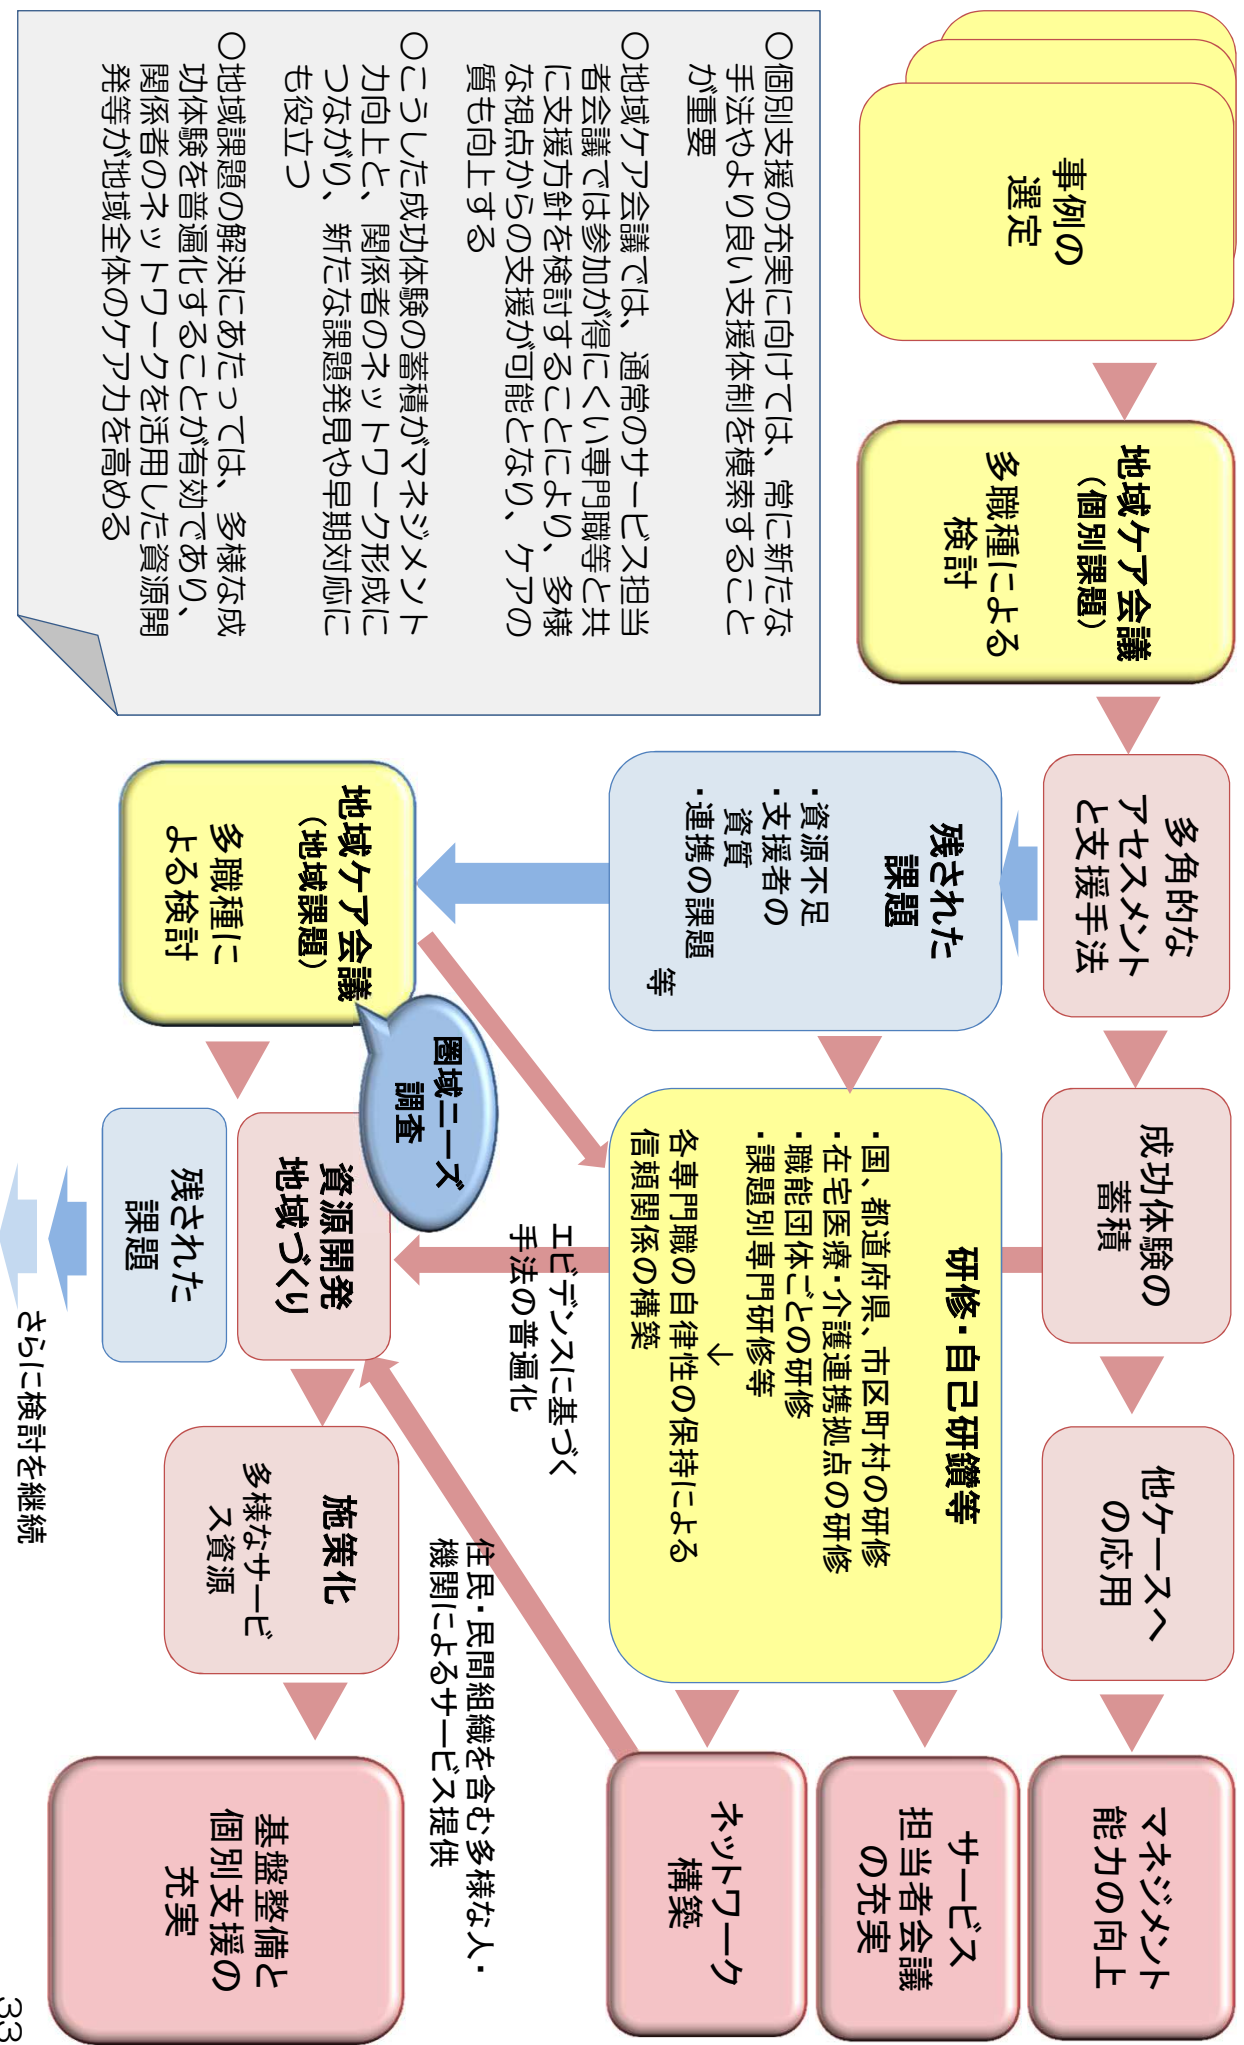 事例の
選定
地域ケア会議
（個別課題）
多職種による
検討
多角的な
アセスメント
と支援手法
成功体験の
蓄積
他ケースへ
の応用
マネジメント
能力の向上
残された
課題
・資源不足
・支援者の
資質
・連携の課題
等
研修・自己研鑽等
・国、都道府県、市区町村の研修
・在宅医療・介護連携拠点の研修
・職能団体ごとの研修
・課題別専門研修等
↓
各専門職の自律性の保持による
信頼関係の構築
サービス
担当者会議
の充実
ネットワーク
構築
○個別支援の充実に向けては、常に新たな
手法やより良い支援体制を模索すること
が重要
○地域ケア会議では、通常のサービス担当
者会議では参加が得にくい専門職等と共
に支援方針を検討することにより、多様
な視点からの支援が可能となり、ケアの
質も向上する
○こうした成功体験の蓄積がマネジメント
力向上と、関係者のネットワーク形成に
つながり、新たな課題発見や早期対応に
も役立つ
○地域課題の解決にあたっては、多様な成
功体験を普遍化することが有効であり、
関係者のネットワークを活用した資源開
発等が地域全体のケア力を高める
エビデンスに基づく
手法の普遍化
住民・民間組織を含む多様な人・
機関によるサービス提供
圏域ニーズ
調査
地域ケア会議
（地域課題）
多職種に
よる検討
資源開発
地域づくり
施策化
多様なサービ
ス資源
基盤整備と
個別支援の
充実
残された
課題
さらに検討を継続
33